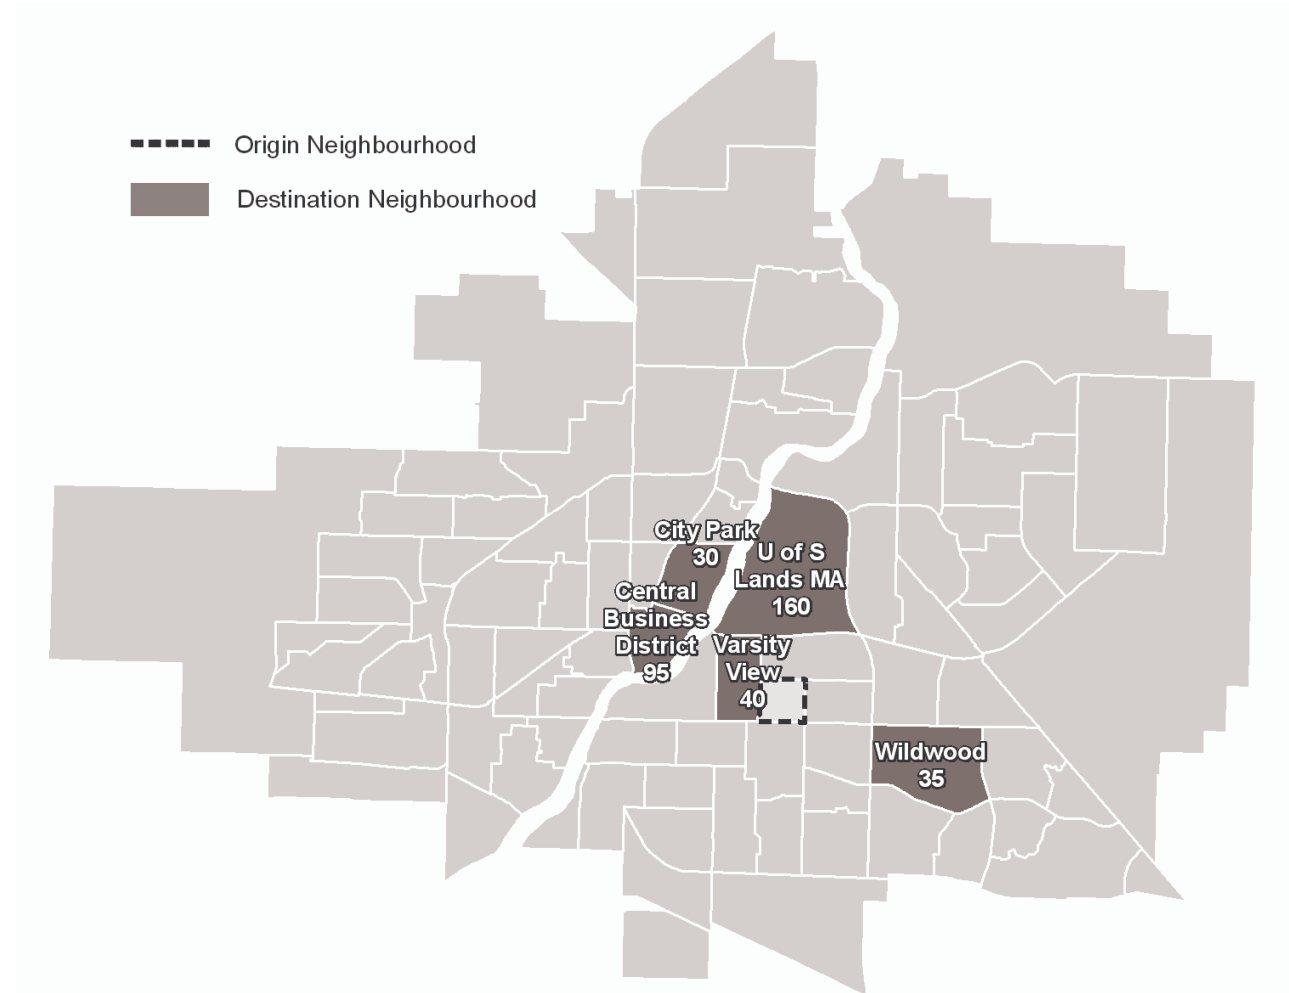 Origin Neighbourhood
Destination Neighbourhood
City Park
30
U of S
Lands MA
160
Central
Business
District
95
Varsity
View
40
Wildwood
35